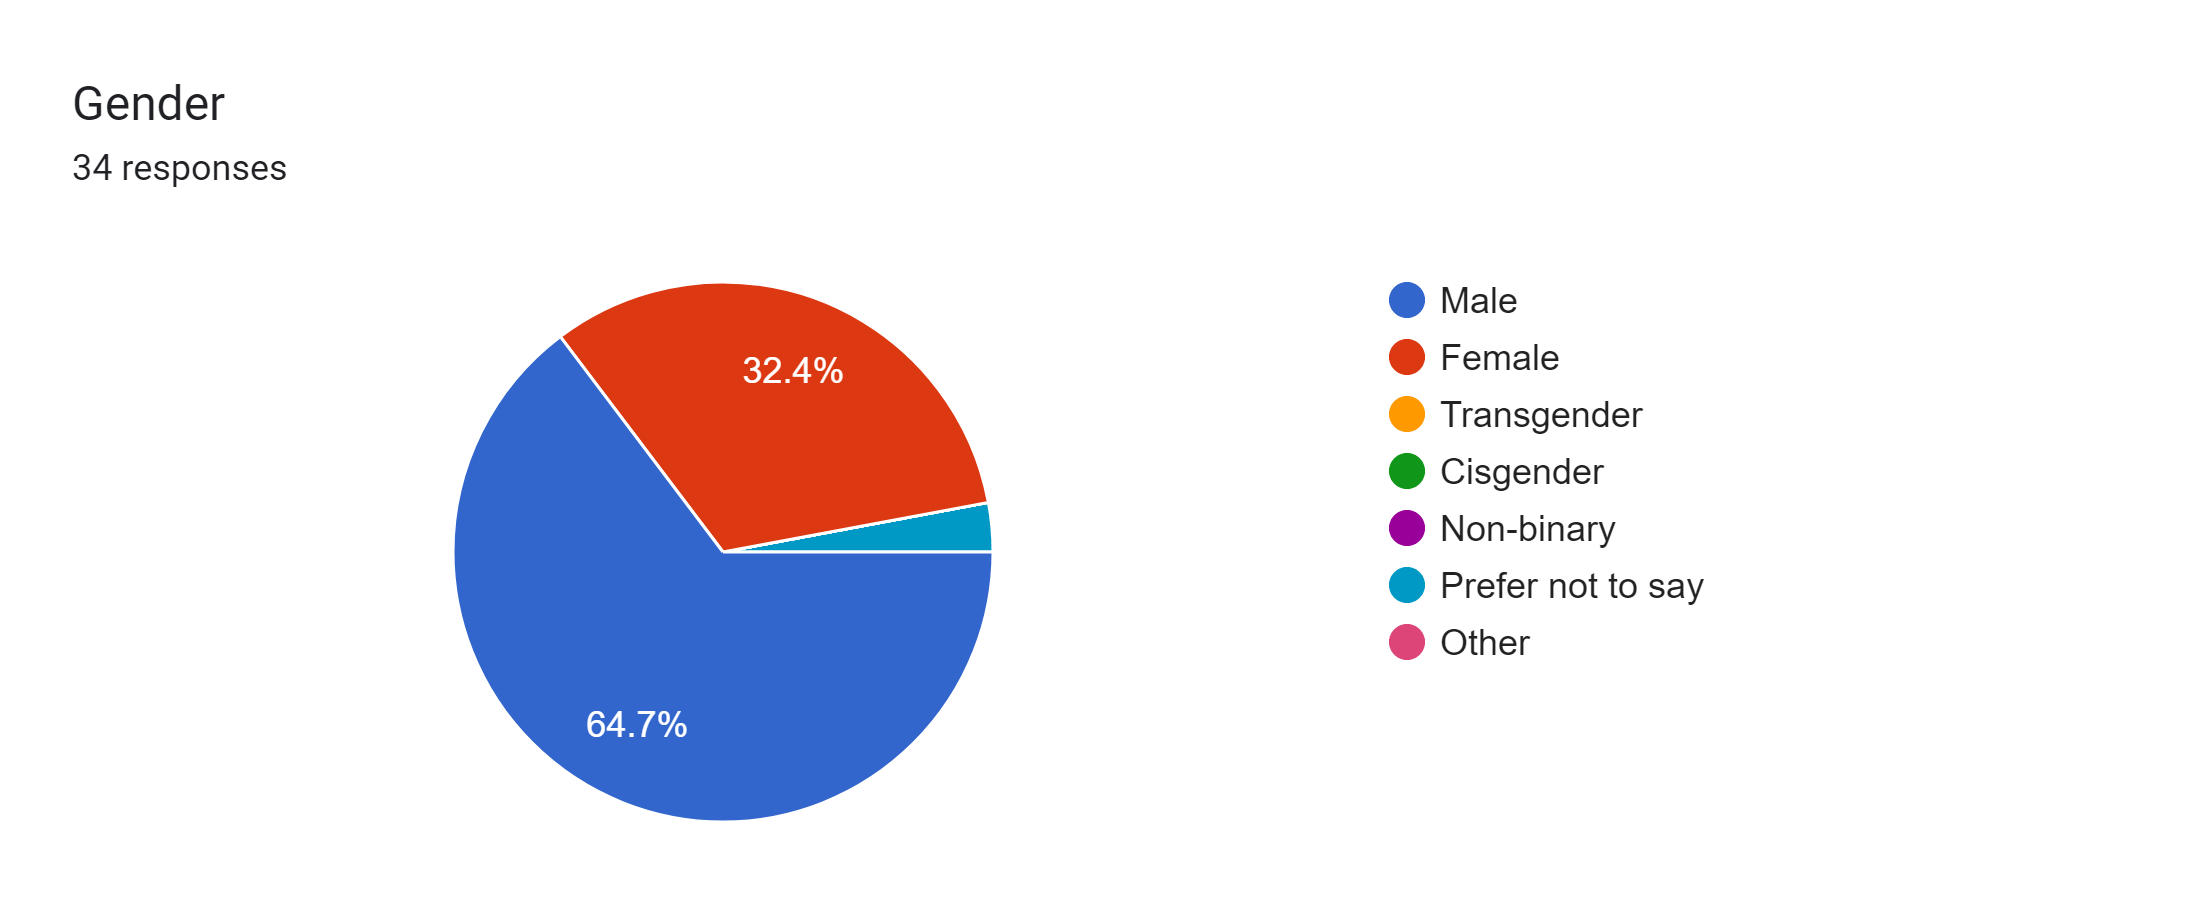 Gender
34 responses
32.4%
64.7%
Male
Female
Transgender
Cisgender
Non-binary
Prefer not to say
Other